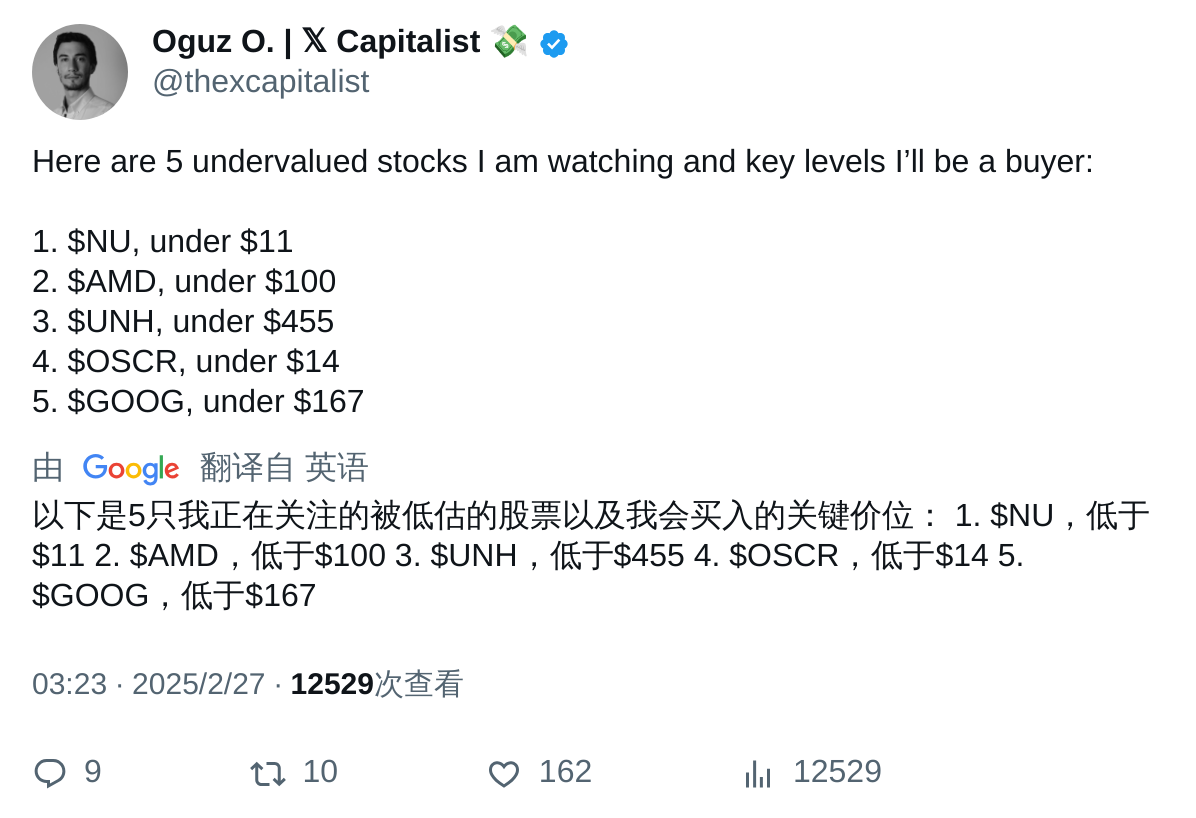 Oguz O. | 𝕏 Capitalist 💸
@thexcapitalist
Here are 5 undervalued stocks I am watching and key levels I’ll be a buyer:
1. $NU, under $11
2. $AMD, under $100
3. $UNH, under $455
4. $OSCR, under $14
5. $GOOG, under $167
由 Google 翻译自 英语
以下是5只我正在关注的被低估的股票以及我会买入的关键价位： 1. $NU，低于
$11 2. $AMD，低于$100 3. $UNH，低于$455 4. $OSCR，低于$14 5.
$GOOG，低于$167
03:23 · 2025/2/27 · 12529次查看
9 10 162 12529